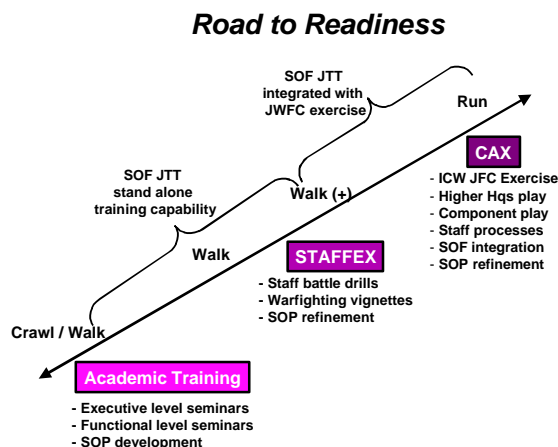 Road to Readiness
SOF JTT
integrated with
JWFC exercise
Run
CAX
- ICW JFC Exercise
- Higher Hqs play
- Component play
- Staff processes
- SOF integration
- SOP refinement
SOF JTT
stand alone
training capability
Walk (+)
Walk
STAFFEX
- Staff battle drills
- Warfighting vignettes
- SOP refinement
Crawl / Walk
Academic Training
- Executive level seminars
- Functional level seminars
- SOP development